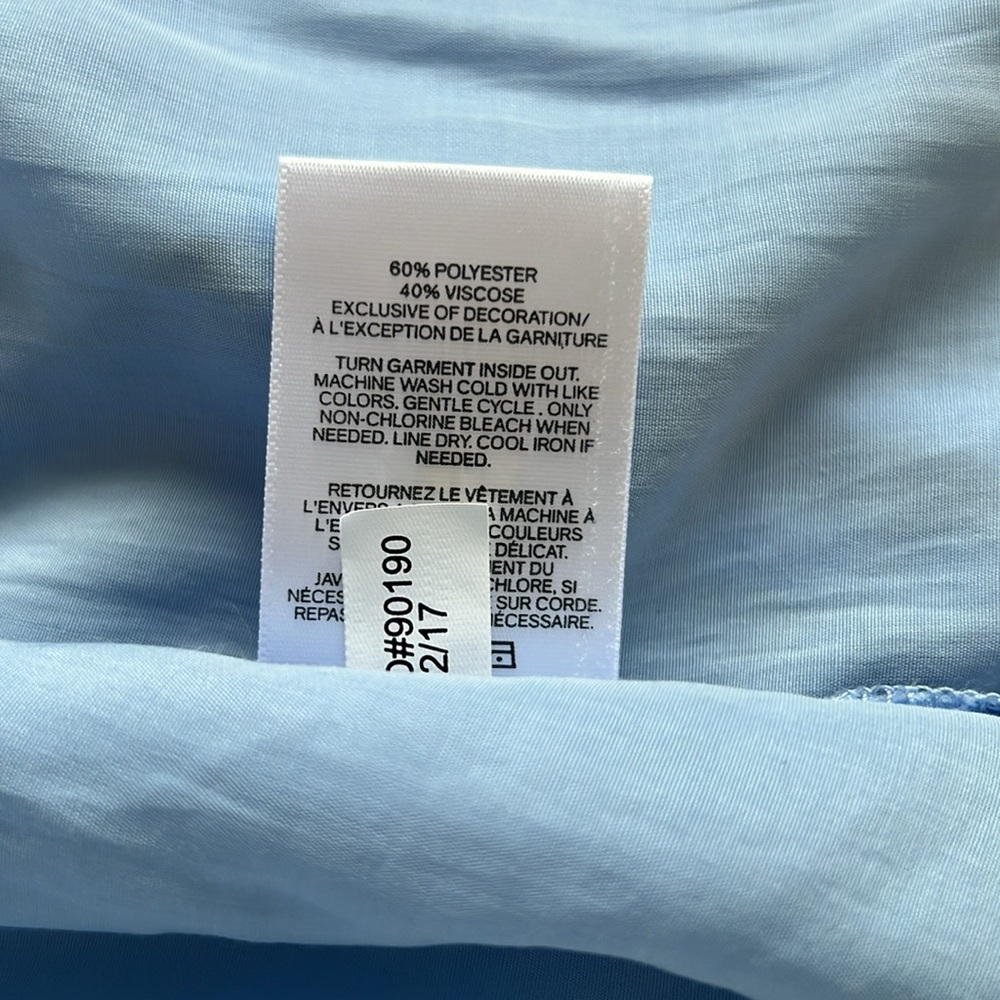 60% POLYESTER
40% VISCOSE
EXCLUSIVE OF DECORATION/
À L'EXCEPTION DE LA GARNITURE
TURN GARMENT INSIDE OUT.
MACHINE WASH COLD WITH LIKE
COLORS. GENTLE CYCLE . ONLY
NON-CHLORINE BLEACH WHEN
NEEDED. LINE DRY. COOL IRON IF
NEEDED.
RETOURNEZ LE VÊTEMENT À
MACHINE À
COULEURS
DÉLICAT.
DU
CHLORE, SI
SUR CORDE.
NÉCESSAIRE.
#90190
2/17